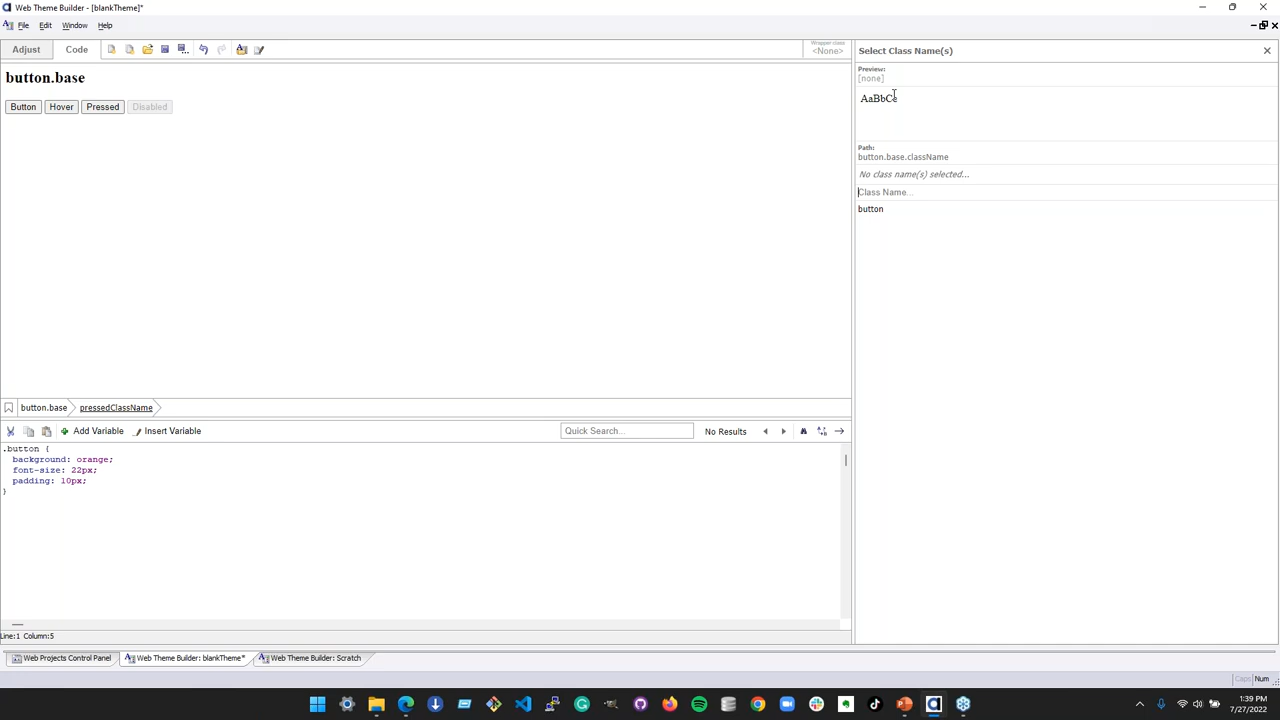 Web Theme Builder - [blankTheme]*
File Edit Window Help
Adjust Code
Wrapper class
<None>
Select Class Name(s)
Preview:
[none]
button.base
AaBbCc
Button Hover Pressed Disabled
Path:
button.base.className
No class name(s) selected...
Class Name...
button
button.base pressedClassName
Add Variable Insert Variable Quick Search... No Results
.button {
background: orange;
font-size: 22px;
padding: 10px;
}
Line:1 Column:5
Web Projects Control Panel Web Theme Builder: blankTheme* Web Theme Builder: Scratch
Caps Num
1:39 PM
7/27/2022